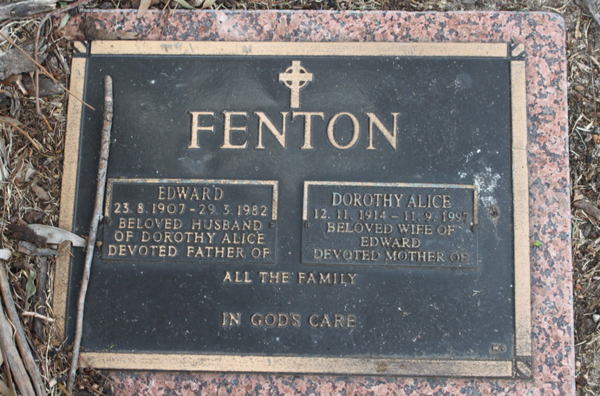 FENTON
EDWARD
23.8.1907 - 29.3.1982
BELOVED HUSBAND
OF DOROTHY ALICE
DEVOTED FATHER OF
DOROTHY ALICE
12.11.1914 - 11.9.1997
BELOVED WIFE OF
EDWARD
DEVOTED MOTHER OF
ALL THE FAMILY
IN GOD'S CARE